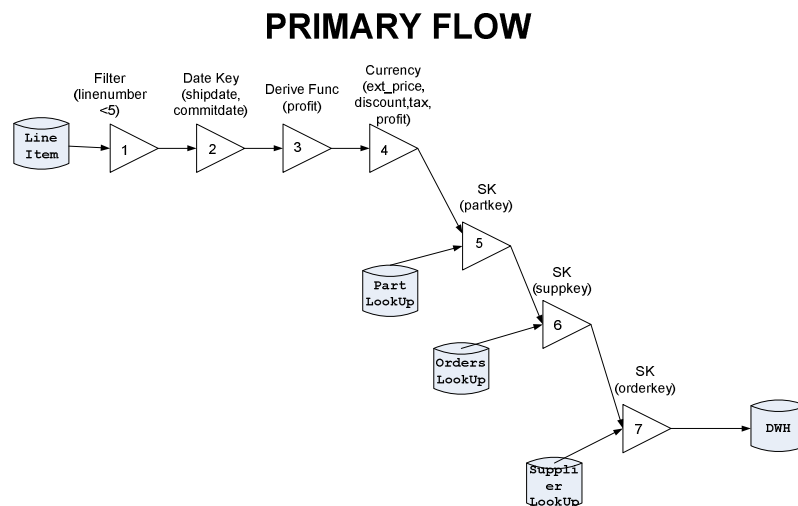 PRIMARY FLOW
Filter
(linenumber
<5)
Date Key
(shipdate,
commitdate)
Derive Func
(profit)
Currency
(ext_price,
discount,tax,
profit)
Line
Item
1
2
3
4
SK
(partkey)
5
Part
LookUp
SK
(suppkey)
6
Orders
LookUp
SK
(orderkey)
7
DWH
Suppli
er
LookUp